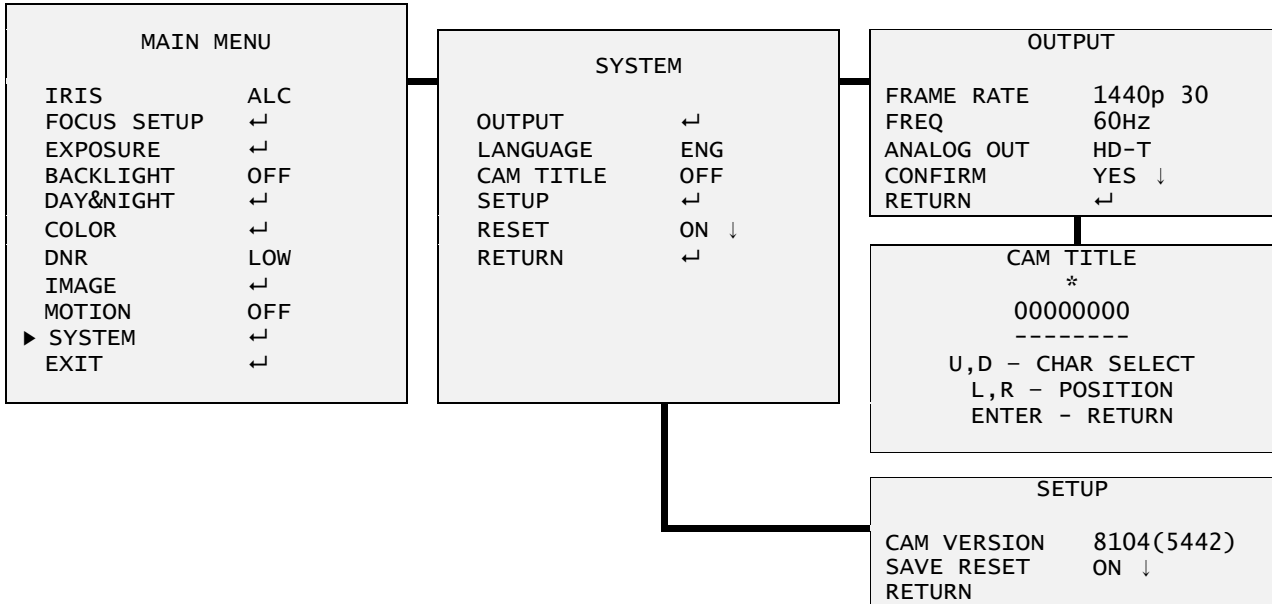 MAIN MENU
IRIS ALC
FOCUS SETUP ↵
EXPOSURE ↵
BACKLIGHT OFF
DAY&NIGHT ↵
COLOR ↵
DNR LOW
IMAGE ↵
MOTION OFF
▶ SYSTEM ↵
EXIT ↵
SYSTEM
OUTPUT ↵
LANGUAGE ENG
CAM TITLE OFF
SETUP ↵
RESET ON ↓
RETURN ↵
OUTPUT
FRAME RATE 1440p 30
FREQ 60Hz
ANALOG OUT HD-T
CONFIRM YES ↓
RETURN ↵
CAM TITLE
*
00000000
--------
U,D – CHAR SELECT
L,R – POSITION
ENTER - RETURN
SETUP
CAM VERSION 8104(5442)
SAVE RESET ON ↓
RETURN